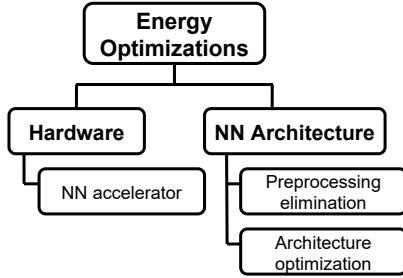 Energy
Optimizations
Hardware
NN Architecture
NN accelerator
Preprocessing
elimination
Architecture
optimization